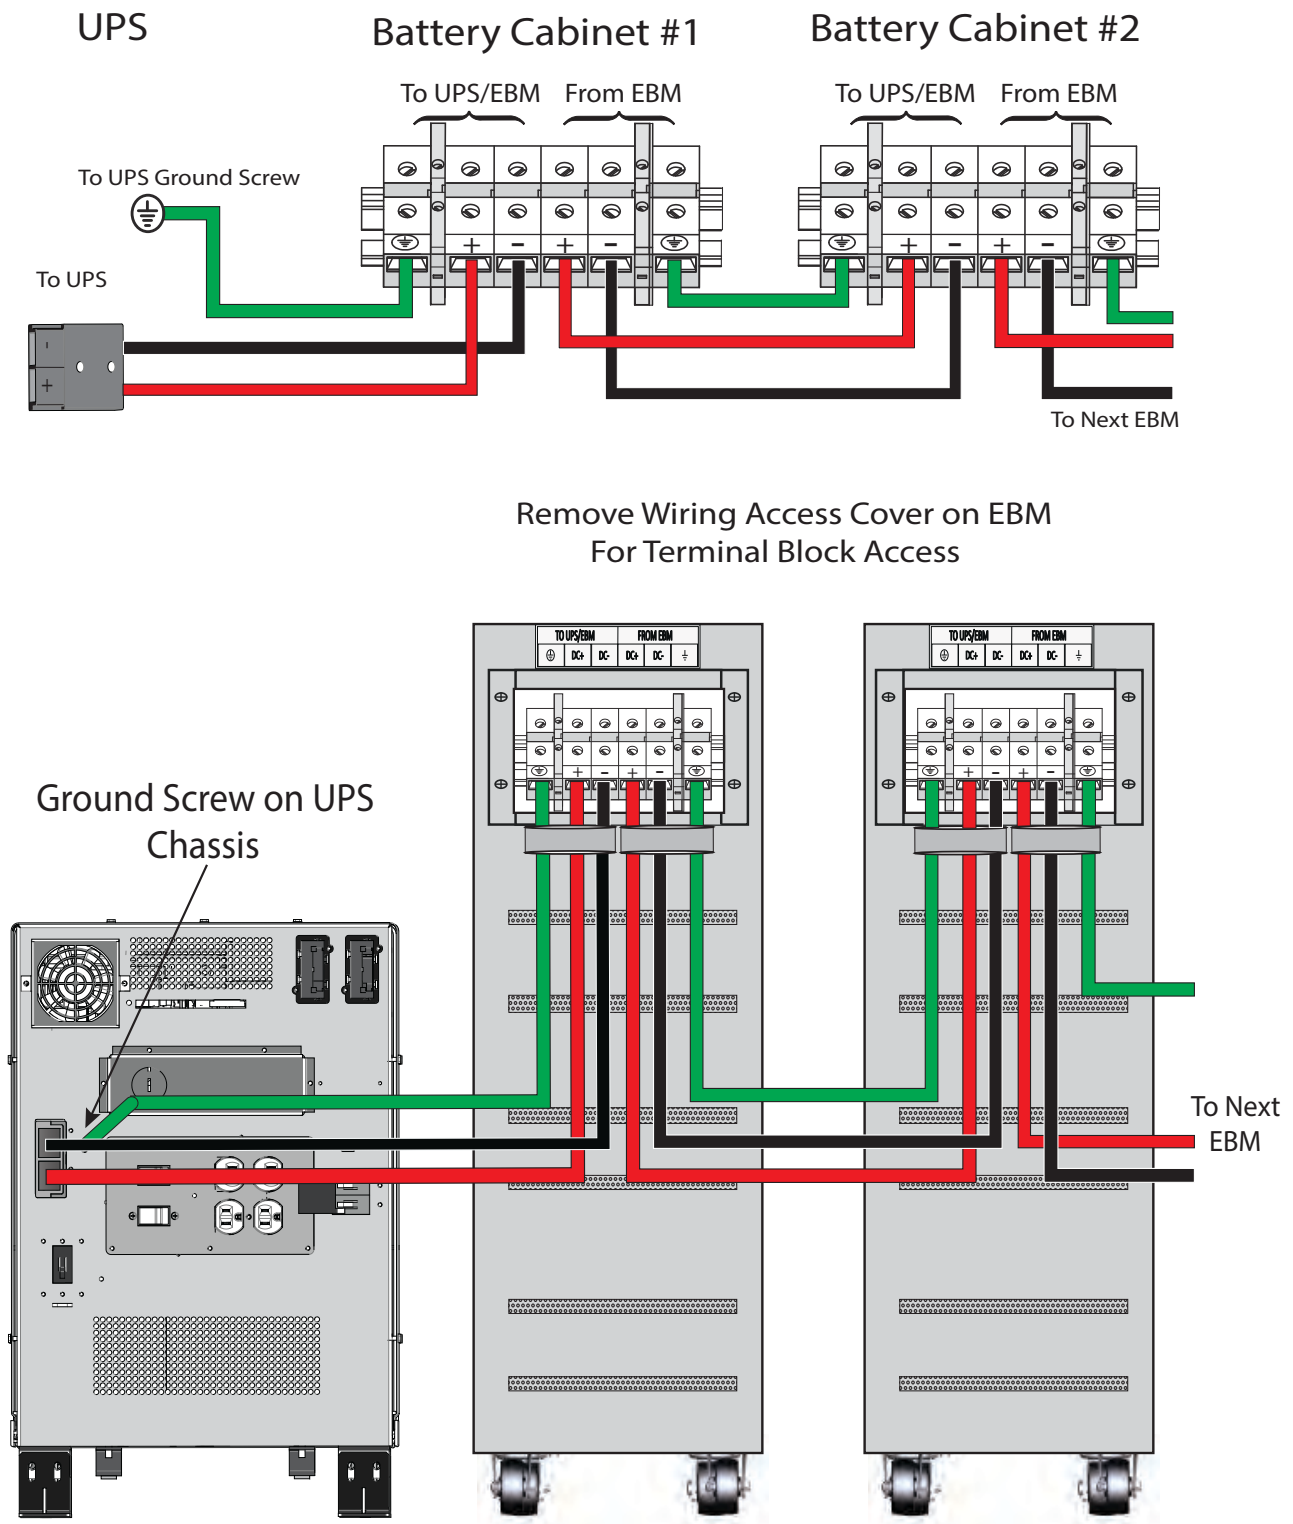 UPS
Battery Cabinet #1
Battery Cabinet #2
To UPS/EBM
From EBM
To UPS/EBM
From EBM
To UPS Ground Screw
+
−
+
−
+
−
+
−
To UPS
-
+
To Next EBM
Remove Wiring Access Cover on EBM
For Terminal Block Access
TO UPS/EBM
FROM EBM
DC+
DC-
DC+
DC-
TO UPS/EBM
FROM EBM
DC+
DC-
DC+
DC-
+
−
+
-
+
−
+
-
Ground Screw on UPS
Chassis
To Next
EBM